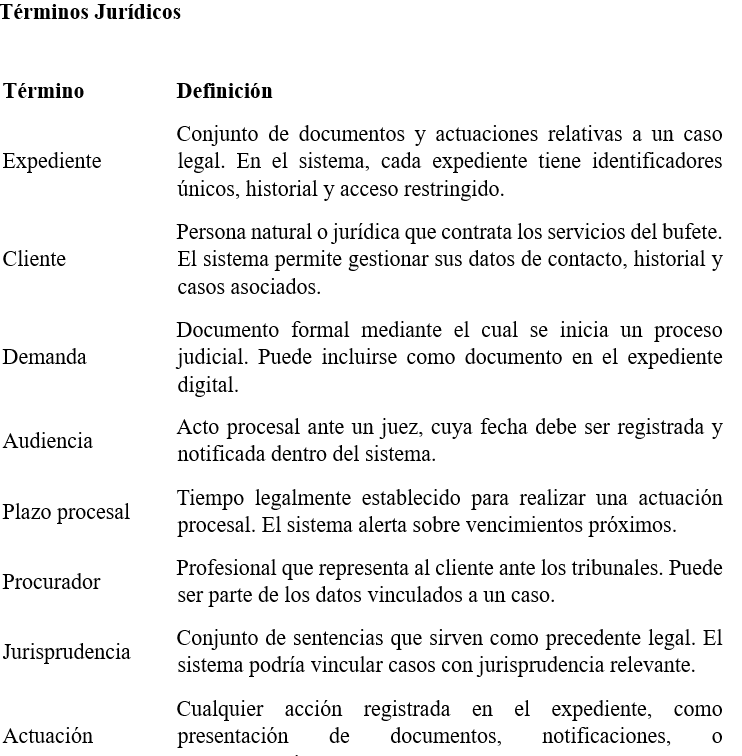 Términos Jurídicos
Término Definición
Expediente Conjunto de documentos y actuaciones relativas a un caso
legal. En el sistema, cada expediente tiene identificadores
únicos, historial y acceso restringido.
Cliente Persona natural o jurídica que contrata los servicios del bufete.
El sistema permite gestionar sus datos de contacto, historial y
casos asociados.
Demanda Documento formal mediante el cual se inicia un proceso
judicial. Puede incluirse como documento en el expediente
digital.
Audiencia Acto procesal ante un juez, cuya fecha debe ser registrada y
notificada dentro del sistema.
Plazo procesal Tiempo legalmente establecido para realizar una actuación
procesal. El sistema alerta sobre vencimientos próximos.
Procurador Profesional que representa al cliente ante los tribunales. Puede
ser parte de los datos vinculados a un caso.
Jurisprudencia Conjunto de sentencias que sirven como precedente legal. El
sistema podría vincular casos con jurisprudencia relevante.
Actuación Cualquier acción registrada en el expediente, como
presentación de documentos, notificaciones, o